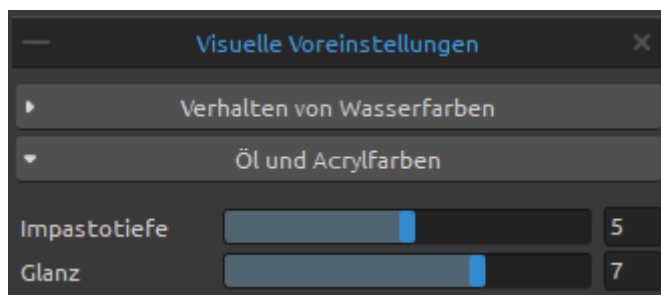 Visuelle Voreinstellungen
Verhalten von Wasserfarben
Öl und Acrylfarben
Impastotiefe 5
Glanz 7